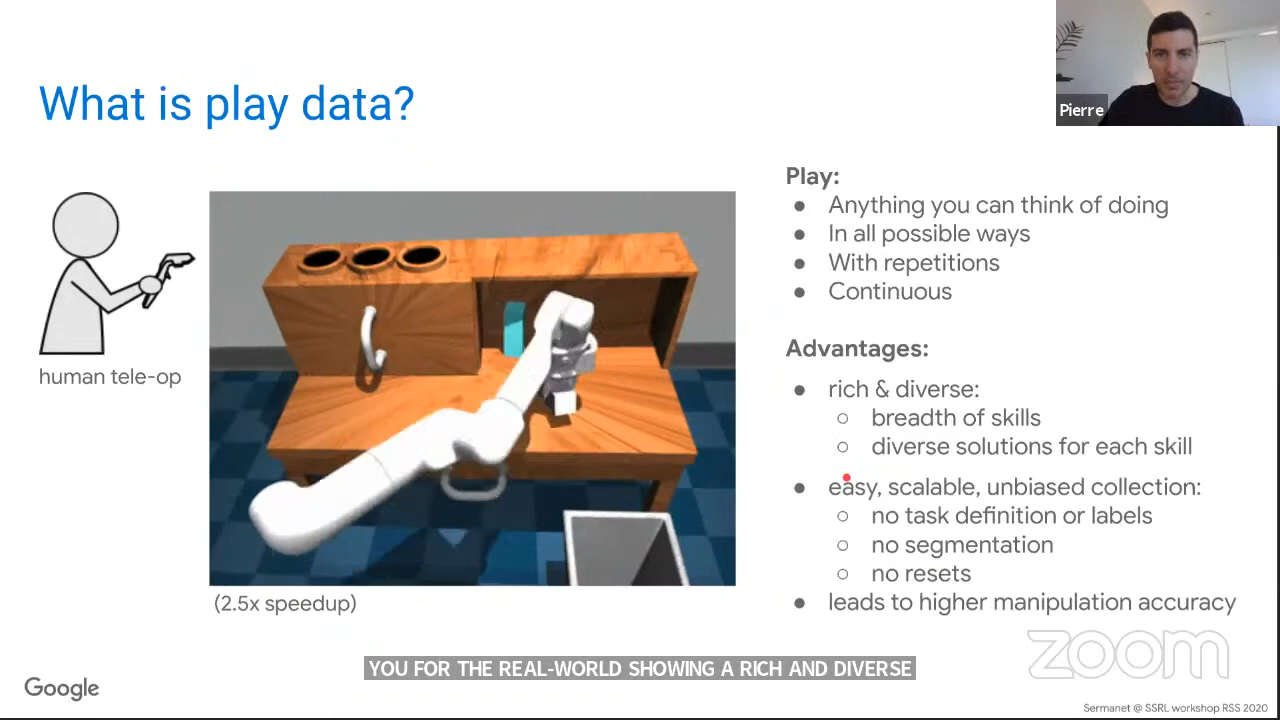 What is play data?
Pierre
human tele-op
(2.5x speedup)
Play:
● Anything you can think of doing
● In all possible ways
● With repetitions
● Continuous
Advantages:
● rich & diverse:
○ breadth of skills
○ diverse solutions for each skill
● easy, scalable, unbiased collection:
○ no task definition or labels
○ no segmentation
○ no resets
● leads to higher manipulation accuracy
zoom
YOU FOR THE REAL-WORLD SHOWING A RICH AND DIVERSE
Google
Sermanet @ SSRL workshop RSS 2020